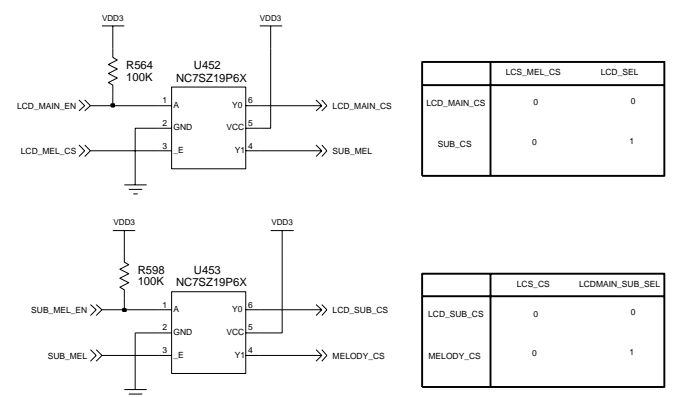 VDD3 VDD3
R564 U452
100K NC7SZ19P6X
LCD_MAIN_EN 1 A Y0 6 LCD_MAIN_CS
2 GND VCC 5
LCD_MEL_CS 3 _E Y1 4 SUB_MEL
LCS_MEL_CS LCD_SEL
LCD_MAIN_CS 0 0
SUB_CS 0 1
VDD3 VDD3
R598 U453
100K NC7SZ19P6X
SUB_MEL_EN 1 A Y0 6 LCD_SUB_CS
2 GND VCC 5
SUB_MEL 3 _E Y1 4 MELODY_CS
LCS_CS LCDMAIN_SUB_SEL
LCD_SUB_CS 0 0
MELODY_CS 0 1